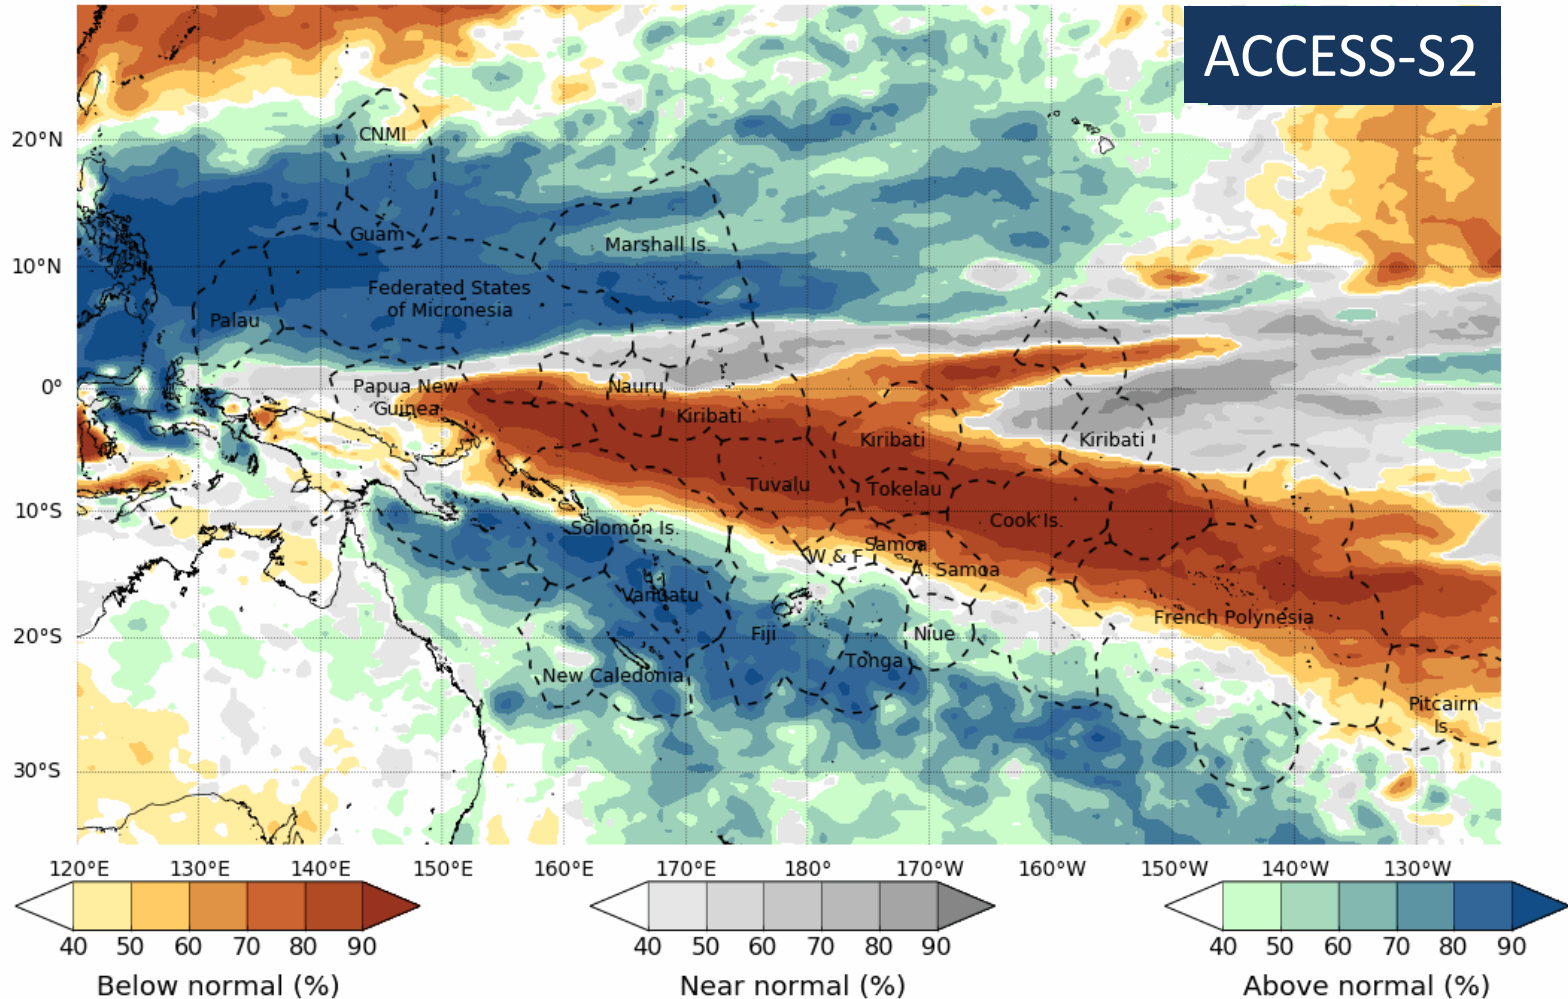 ACCESS-S2
20°N
10°N
0°
10°S
20°S
30°S
CNMI
Guam
Marshall Is.
Federated States
of Micronesia
Palau
Papua New
Guinea
Nauru
Kiribati
Kiribati
Kiribati
Tuvalu
Tokelau
Cook Is.
Solomon Is.
W & F
Samoa
A. Samoa
Vanuatu
Fiji
Niue
French Polynesia
Tonga
New Caledonia
Pitcairn
Is.
120°E 130°E 140°E 150°E 160°E 170°E 180° 170°W 160°W 150°W 140°W 130°W
40 50 60 70 80 90
Below normal (%)
40 50 60 70 80 90
Near normal (%)
40 50 60 70 80 90
Above normal (%)